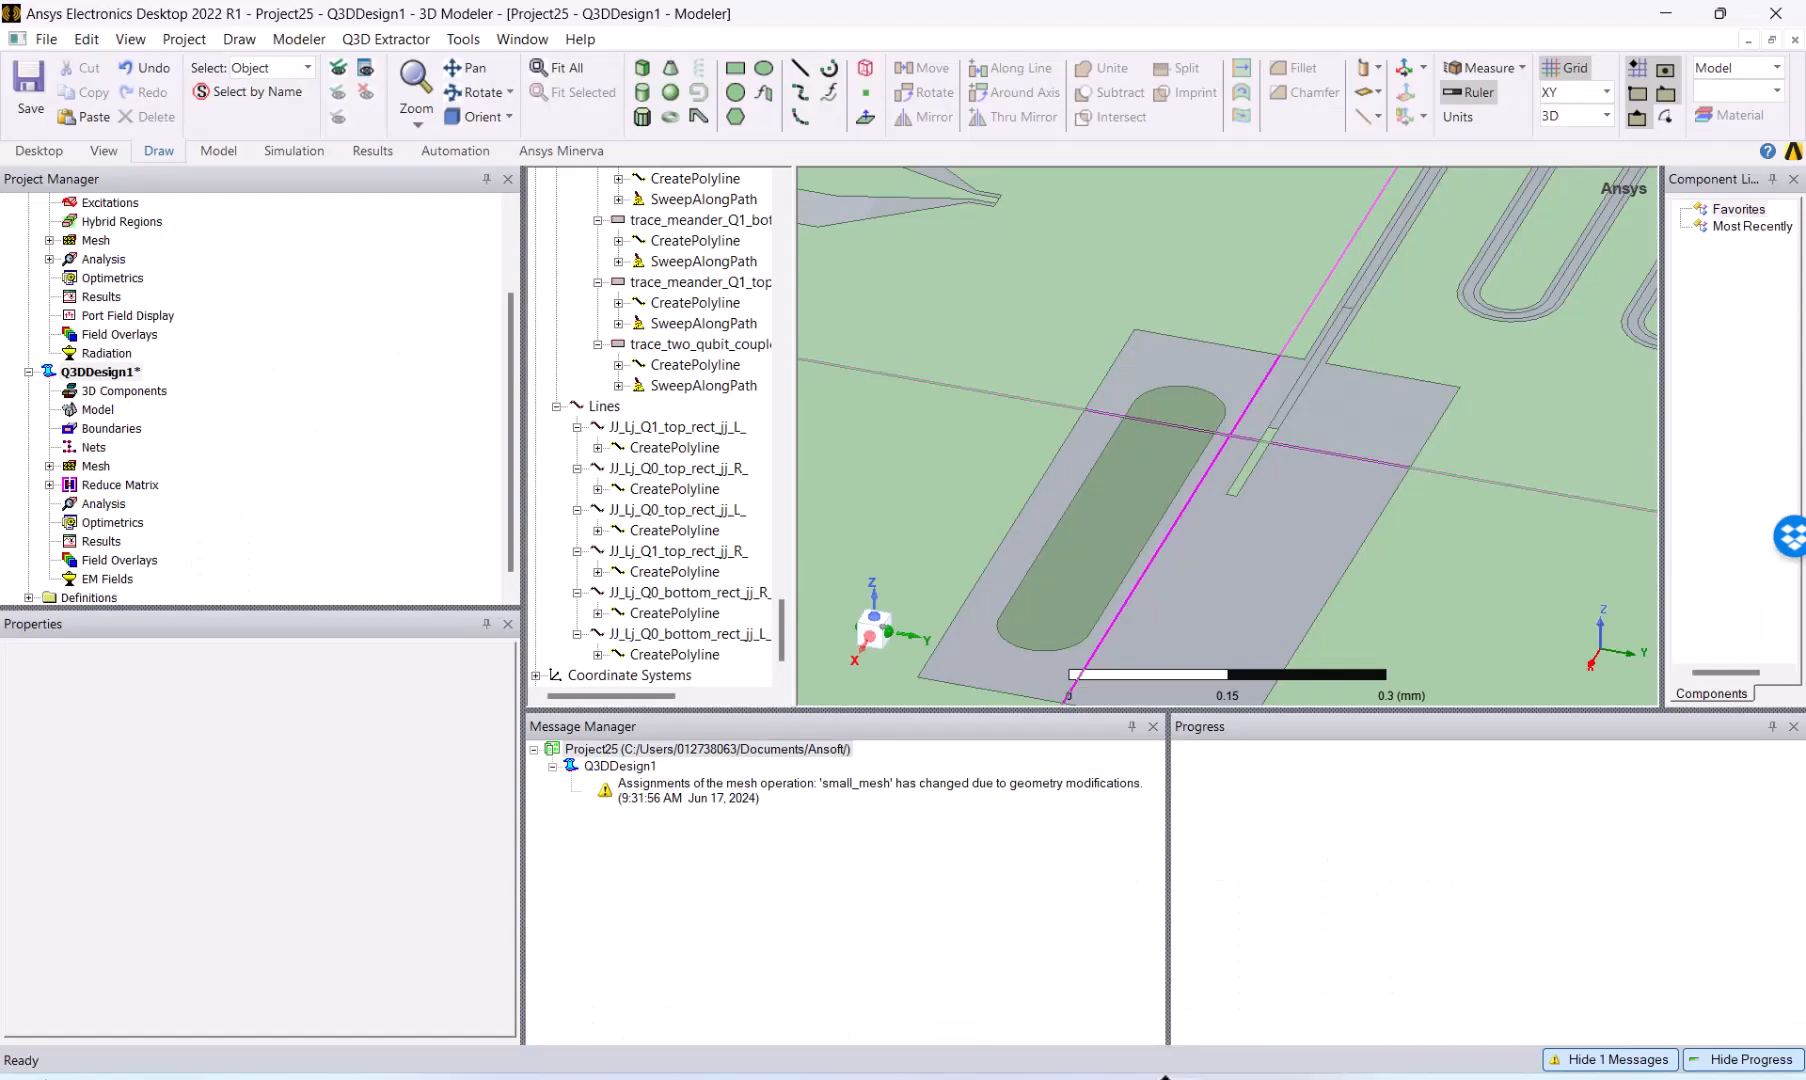 Ansys Electronics Desktop 2022 R1 - Project25 - Q3DDesign1 - 3D Modeler - [Project25 - Q3DDesign1 - Modeler]
File Edit View Project Draw Modeler Q3D Extractor Tools Window Help
Save
Cut
Copy
Paste
Undo
Redo
Delete
Select: Object
Select by Name
Zoom
Pan
Rotate
Orient
Fit All
Fit Selected
Move
Rotate
Mirror
Along Line
Around Axis
Thru Mirror
Unite
Subtract
Intersect
Split
Imprint
Fillet
Chamfer
Measure
Ruler
Units
Grid
XY
3D
Model
Material
Desktop View Draw Model Simulation Results Automation Ansys Minerva
Project Manager
Excitations
Hybrid Regions
Mesh
Analysis
Optimetrics
Results
Port Field Display
Field Overlays
Radiation
Q3DDesign1*
3D Components
Model
Boundaries
Nets
Mesh
Reduce Matrix
Analysis
Optimetrics
Results
Field Overlays
EM Fields
Definitions
Properties
CreatePolyline
SweepAlongPath
trace_meander_Q1_bot
CreatePolyline
SweepAlongPath
trace_meander_Q1_top
CreatePolyline
SweepAlongPath
trace_two_qubit_couple
CreatePolyline
SweepAlongPath
Lines
JJ_Lj_Q1_top_rect_jj_L_
CreatePolyline
JJ_Lj_Q0_top_rect_jj_R_
CreatePolyline
JJ_Lj_Q0_top_rect_jj_L_
CreatePolyline
JJ_Lj_Q1_top_rect_jj_R_
CreatePolyline
JJ_Lj_Q0_bottom_rect_jj_R_
CreatePolyline
JJ_Lj_Q0_bottom_rect_jj_L_
CreatePolyline
Coordinate Systems
Ansys
Z
Y
X
Z
Y
X
0 0.15 0.3 (mm)
Component Li...
Favorites
Most Recently
Components
Message Manager
Project25 (C:/Users/012738063/Documents/Ansoft/)
Q3DDesign1
Assignments of the mesh operation: 'small_mesh' has changed due to geometry modifications.
(9:31:56 AM Jun 17, 2024)
Progress
Ready
Hide 1 Messages
Hide Progress